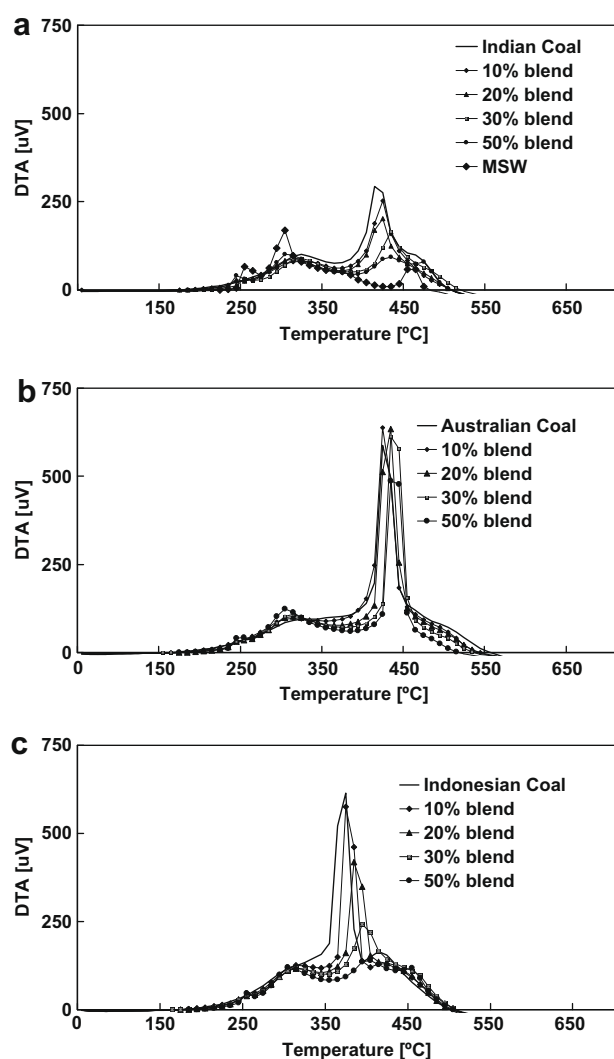 a
750
500
250
0
DTA [uV]
Indian Coal
10% blend
20% blend
30% blend
50% blend
MSW
150 250 350 450 550 650
Temperature [ºC]
b
750
500
250
0
DTA [uV]
Australian Coal
10% blend
20% blend
30% blend
50% blend
0 150 250 350 450 550 650
Temperature [ºC]
c
750
500
250
0
DTA [uV]
Indonesian Coal
10% blend
20% blend
30% blend
50% blend
0 150 250 350 450 550 650
Temperature [ºC]